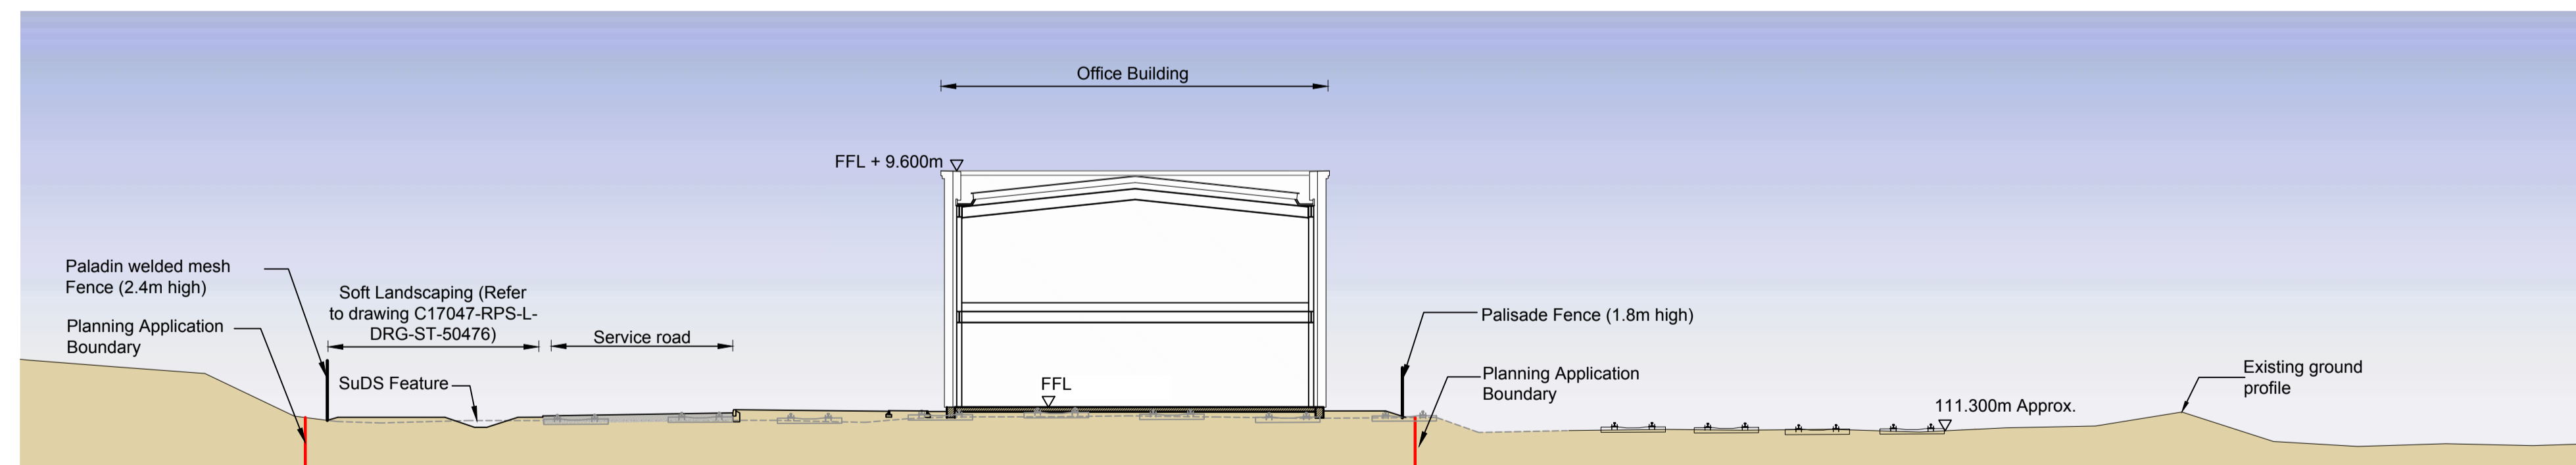 Office Building
FFL + 9.600m
Paladin welded mesh
Fence (2.4m high)
Soft Landscaping (Refer
to drawing C17047-RPS-L-
DRG-ST-50476)
Planning Application
Boundary
Service road
SuDS Feature
FFL
Palisade Fence (1.8m high)
Planning Application
Boundary
Existing ground
profile
111.300m Approx.